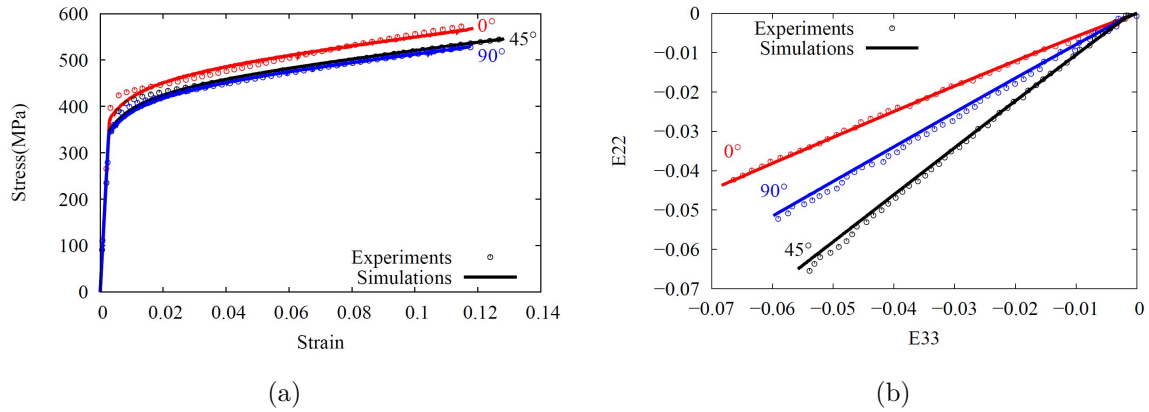 600
500
400
300
200
100
0
Stress(MPa)
0°
45°
90°
Experiments
Simulations
0 0.02 0.04 0.06 0.08 0.1 0.12 0.14
Strain
(a)
0
−0.01
−0.02
−0.03
−0.04
−0.05
−0.06
−0.07
E22
Experiments
Simulations
0°
90°
45°
−0.07 −0.06 −0.05 −0.04 −0.03 −0.02 −0.01 0
E33
(b)